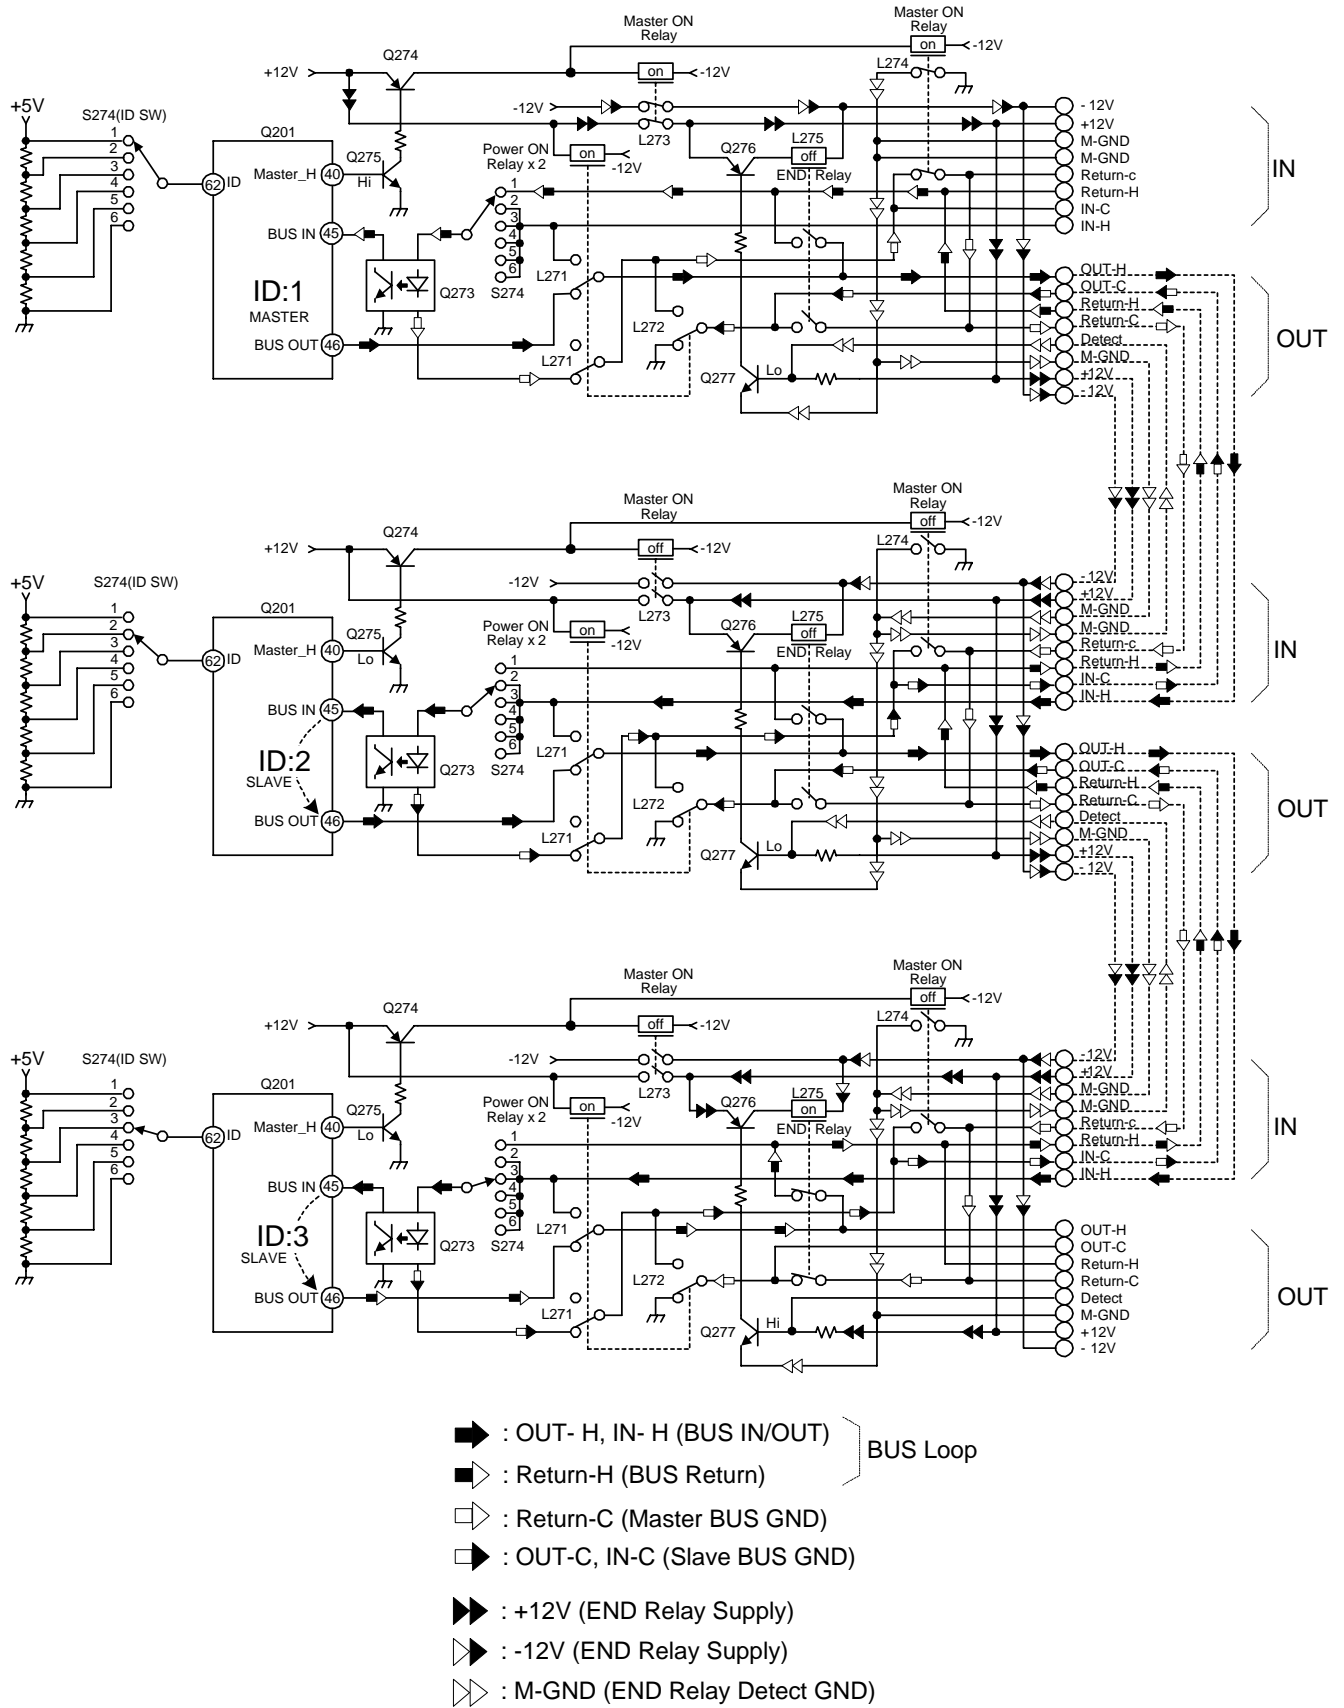 Master ON
Relay
on
-12V
Master ON
Relay
on
-12V
Q274
+12V
L274
+5V
S274(ID SW)
1
2
3
4
5
6
Q201
62
ID
Master_H
40
BUS IN
45
ID:1
MASTER
BUS OUT
46
Q275
Hi
Q273
-12V
L273
Power ON
Relay x 2
on
-12V
Q276
L275
off
END Relay
1
2
3
4
5
6
S274
L271
L272
L271
Q277
Lo
- 12V
+12V
M-GND
M-GND
Return-c
Return-H
IN-C
IN-H
IN
OUT-H
OUT-C
Return-H
Return-C
Detect
M-GND
+12V
- 12V
OUT
Master ON
Relay
off
-12V
Master ON
Relay
off
-12V
Q274
+12V
L274
+5V
S274(ID SW)
1
2
3
4
5
6
Q201
62
ID
Master_H
40
BUS IN
45
ID:2
SLAVE
BUS OUT
46
Q275
Lo
Q273
-12V
L273
Power ON
Relay x 2
on
-12V
Q276
L275
off
END Relay
1
2
3
4
5
6
S274
L271
L272
L271
Q277
Lo
-12V
+12V
M-GND
M-GND
Return-c
Return-H
IN-C
IN-H
IN
OUT-H
OUT-C
Return-H
Return-C
Detect
M-GND
+12V
- 12V
OUT
Master ON
Relay
off
-12V
Master ON
Relay
off
-12V
Q274
+12V
L274
+5V
S274(ID SW)
1
2
3
4
5
6
Q201
62
ID
Master_H
40
BUS IN
45
ID:3
SLAVE
BUS OUT
46
Q275
Lo
Q273
-12V
L273
Power ON
Relay x 2
on
-12V
Q276
L275
on
END Relay
1
2
3
4
5
6
S274
L271
L272
L271
Q277
Hi
-12V
+12V
M-GND
M-GND
Return-c
Return-H
IN-C
IN-H
IN
OUT-H
OUT-C
Return-H
Return-C
Detect
M-GND
+12V
- 12V
OUT
: OUT- H, IN- H (BUS IN/OUT)
: Return-H (BUS Return)
BUS Loop
: Return-C (Master BUS GND)
: OUT-C, IN-C (Slave BUS GND)
: +12V (END Relay Supply)
: -12V (END Relay Supply)
: M-GND (END Relay Detect GND)